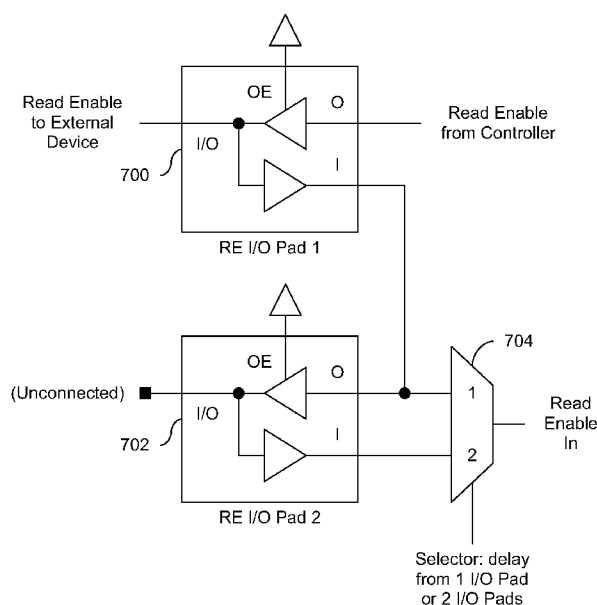 OE
O
Read Enable
to External
Device
Read Enable
from Controller
I/O
I
700
RE I/O Pad 1
704
OE
O
(Unconnected)
1
Read
Enable
In
I/O
I
2
702
RE I/O Pad 2
Selector: delay
from 1 I/O Pad
or 2 I/O Pads